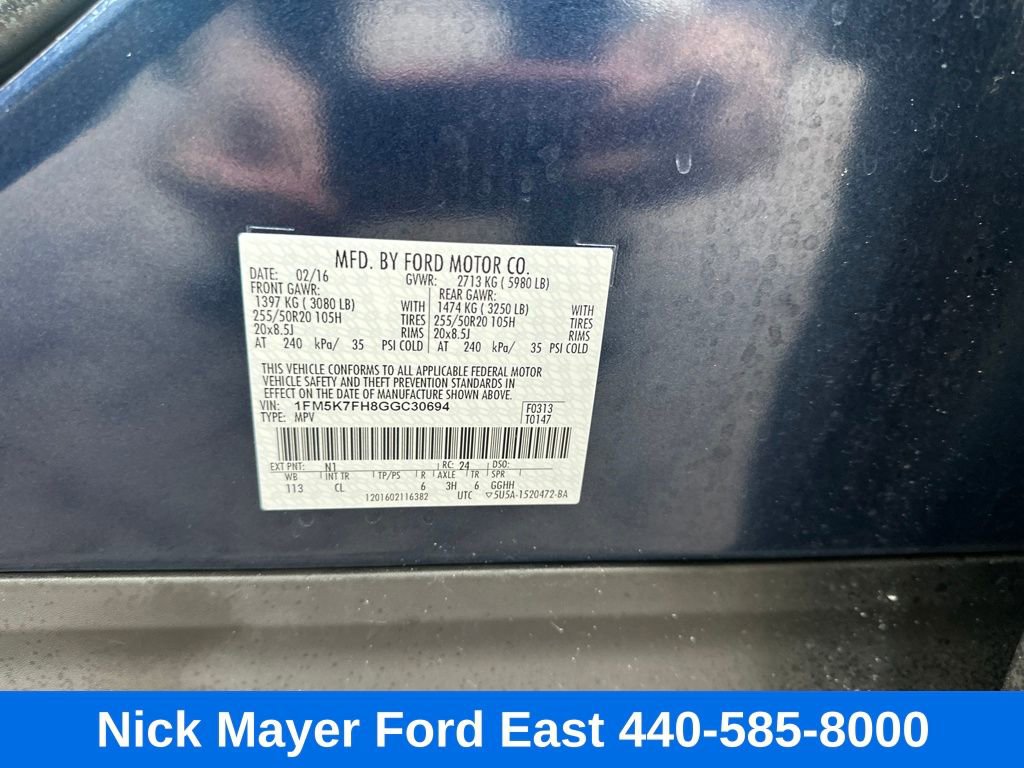 MFD. BY FORD MOTOR CO.
DATE: 02/16 GVWR: 2713 KG ( 5980 LB)
FRONT GAWR: REAR GAWR:
1397 KG ( 3080 LB) WITH 1474 KG ( 3250 LB) WITH
255/50R20 105H TIRES 255/50R20 105H TIRES
20x8.5J RIMS 20x8.5J RIMS
AT 240 kPa/ 35 PSI COLD AT 240 kPa/ 35 PSI COLD
THIS VEHICLE CONFORMS TO ALL APPLICABLE FEDERAL MOTOR
VEHICLE SAFETY AND THEFT PREVENTION STANDARDS IN
EFFECT ON THE DATE OF MANUFACTURE SHOWN ABOVE.
VIN: 1FM5K7FH8GGC30694 F0313
TYPE: MPV T0147
EXT PNT: N1 RC: 24 DSO:
WB INT TR TP/PS R AXLE TR SPR
113 CL 6 3H 6 GGHH
1201602116382 UTC ▽5U5A-1520472-BA
Nick Mayer Ford East 440-585-8000